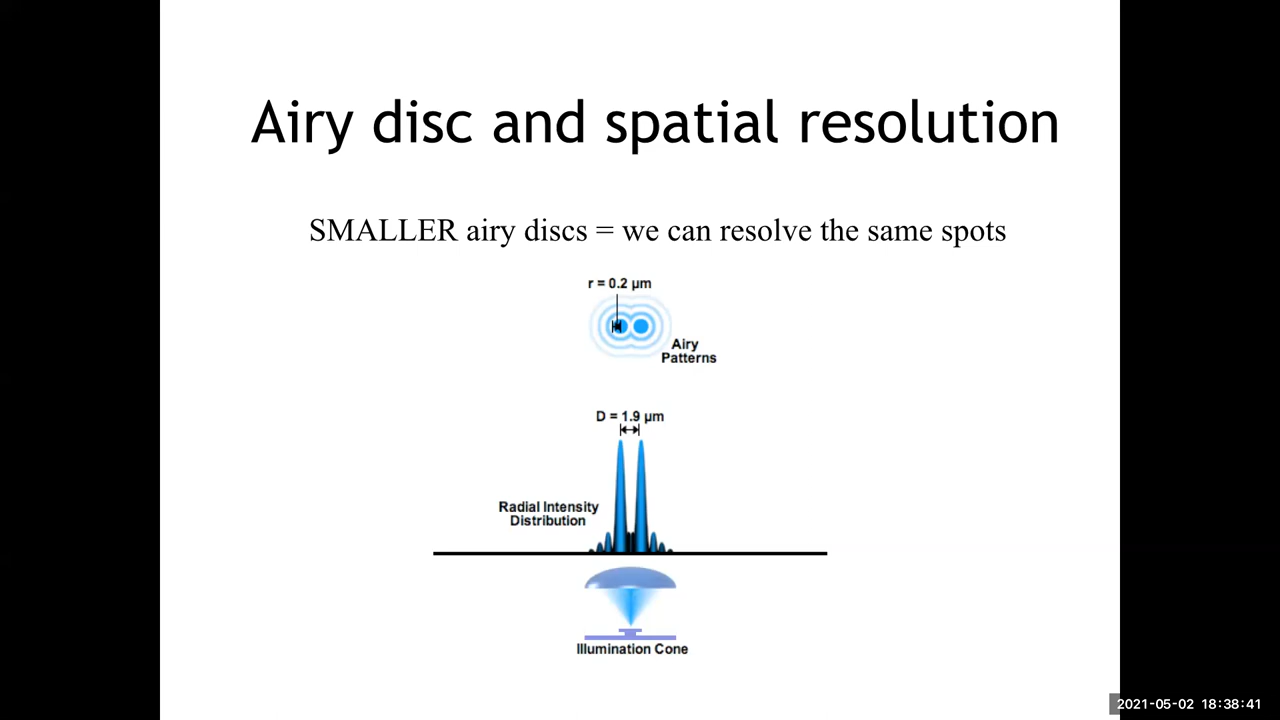 Airy disc and spatial resolution
SMALLER airy discs = we can resolve the same spots
r = 0.2 µm
Airy
Patterns
D = 1.9 µm
Radial Intensity
Distribution
Illumination Cone
2021-05-02 18:38:41